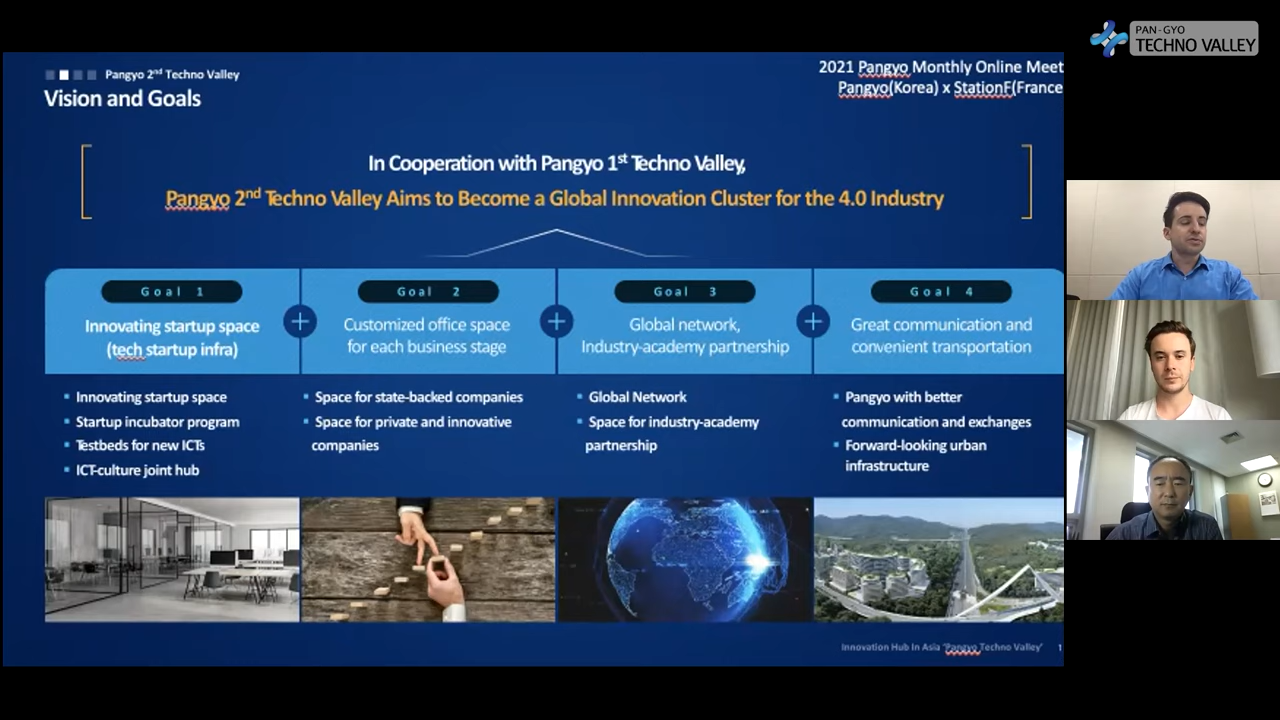 PAN-GYO
TECHNO VALLEY
Pangyo 2nd Techno Valley
Vision and Goals
2021 Pangyo Monthly Online Meet
Pangyo(Korea) x StationF(France
In Cooperation with Pangyo 1st Techno Valley,
Pangyo 2nd Techno Valley Aims to Become a Global Innovation Cluster for the 4.0 Industry
Goal 1
Innovating startup space
(tech startup infra)
Goal 2
Customized office space
for each business stage
Goal 3
Global network,
Industry-academy partnership
Goal 4
Great communication and
convenient transportation
Innovating startup space
Startup incubator program
Testbeds for new ICTs
ICT-culture joint hub
Space for state-backed companies
Space for private and innovative
companies
Global Network
Space for industry-academy
partnership
Pangyo with better
communication and exchanges
Forward-looking urban
infrastructure
Innovation Hub In Asia 'Pangyo Techno Valley' 1